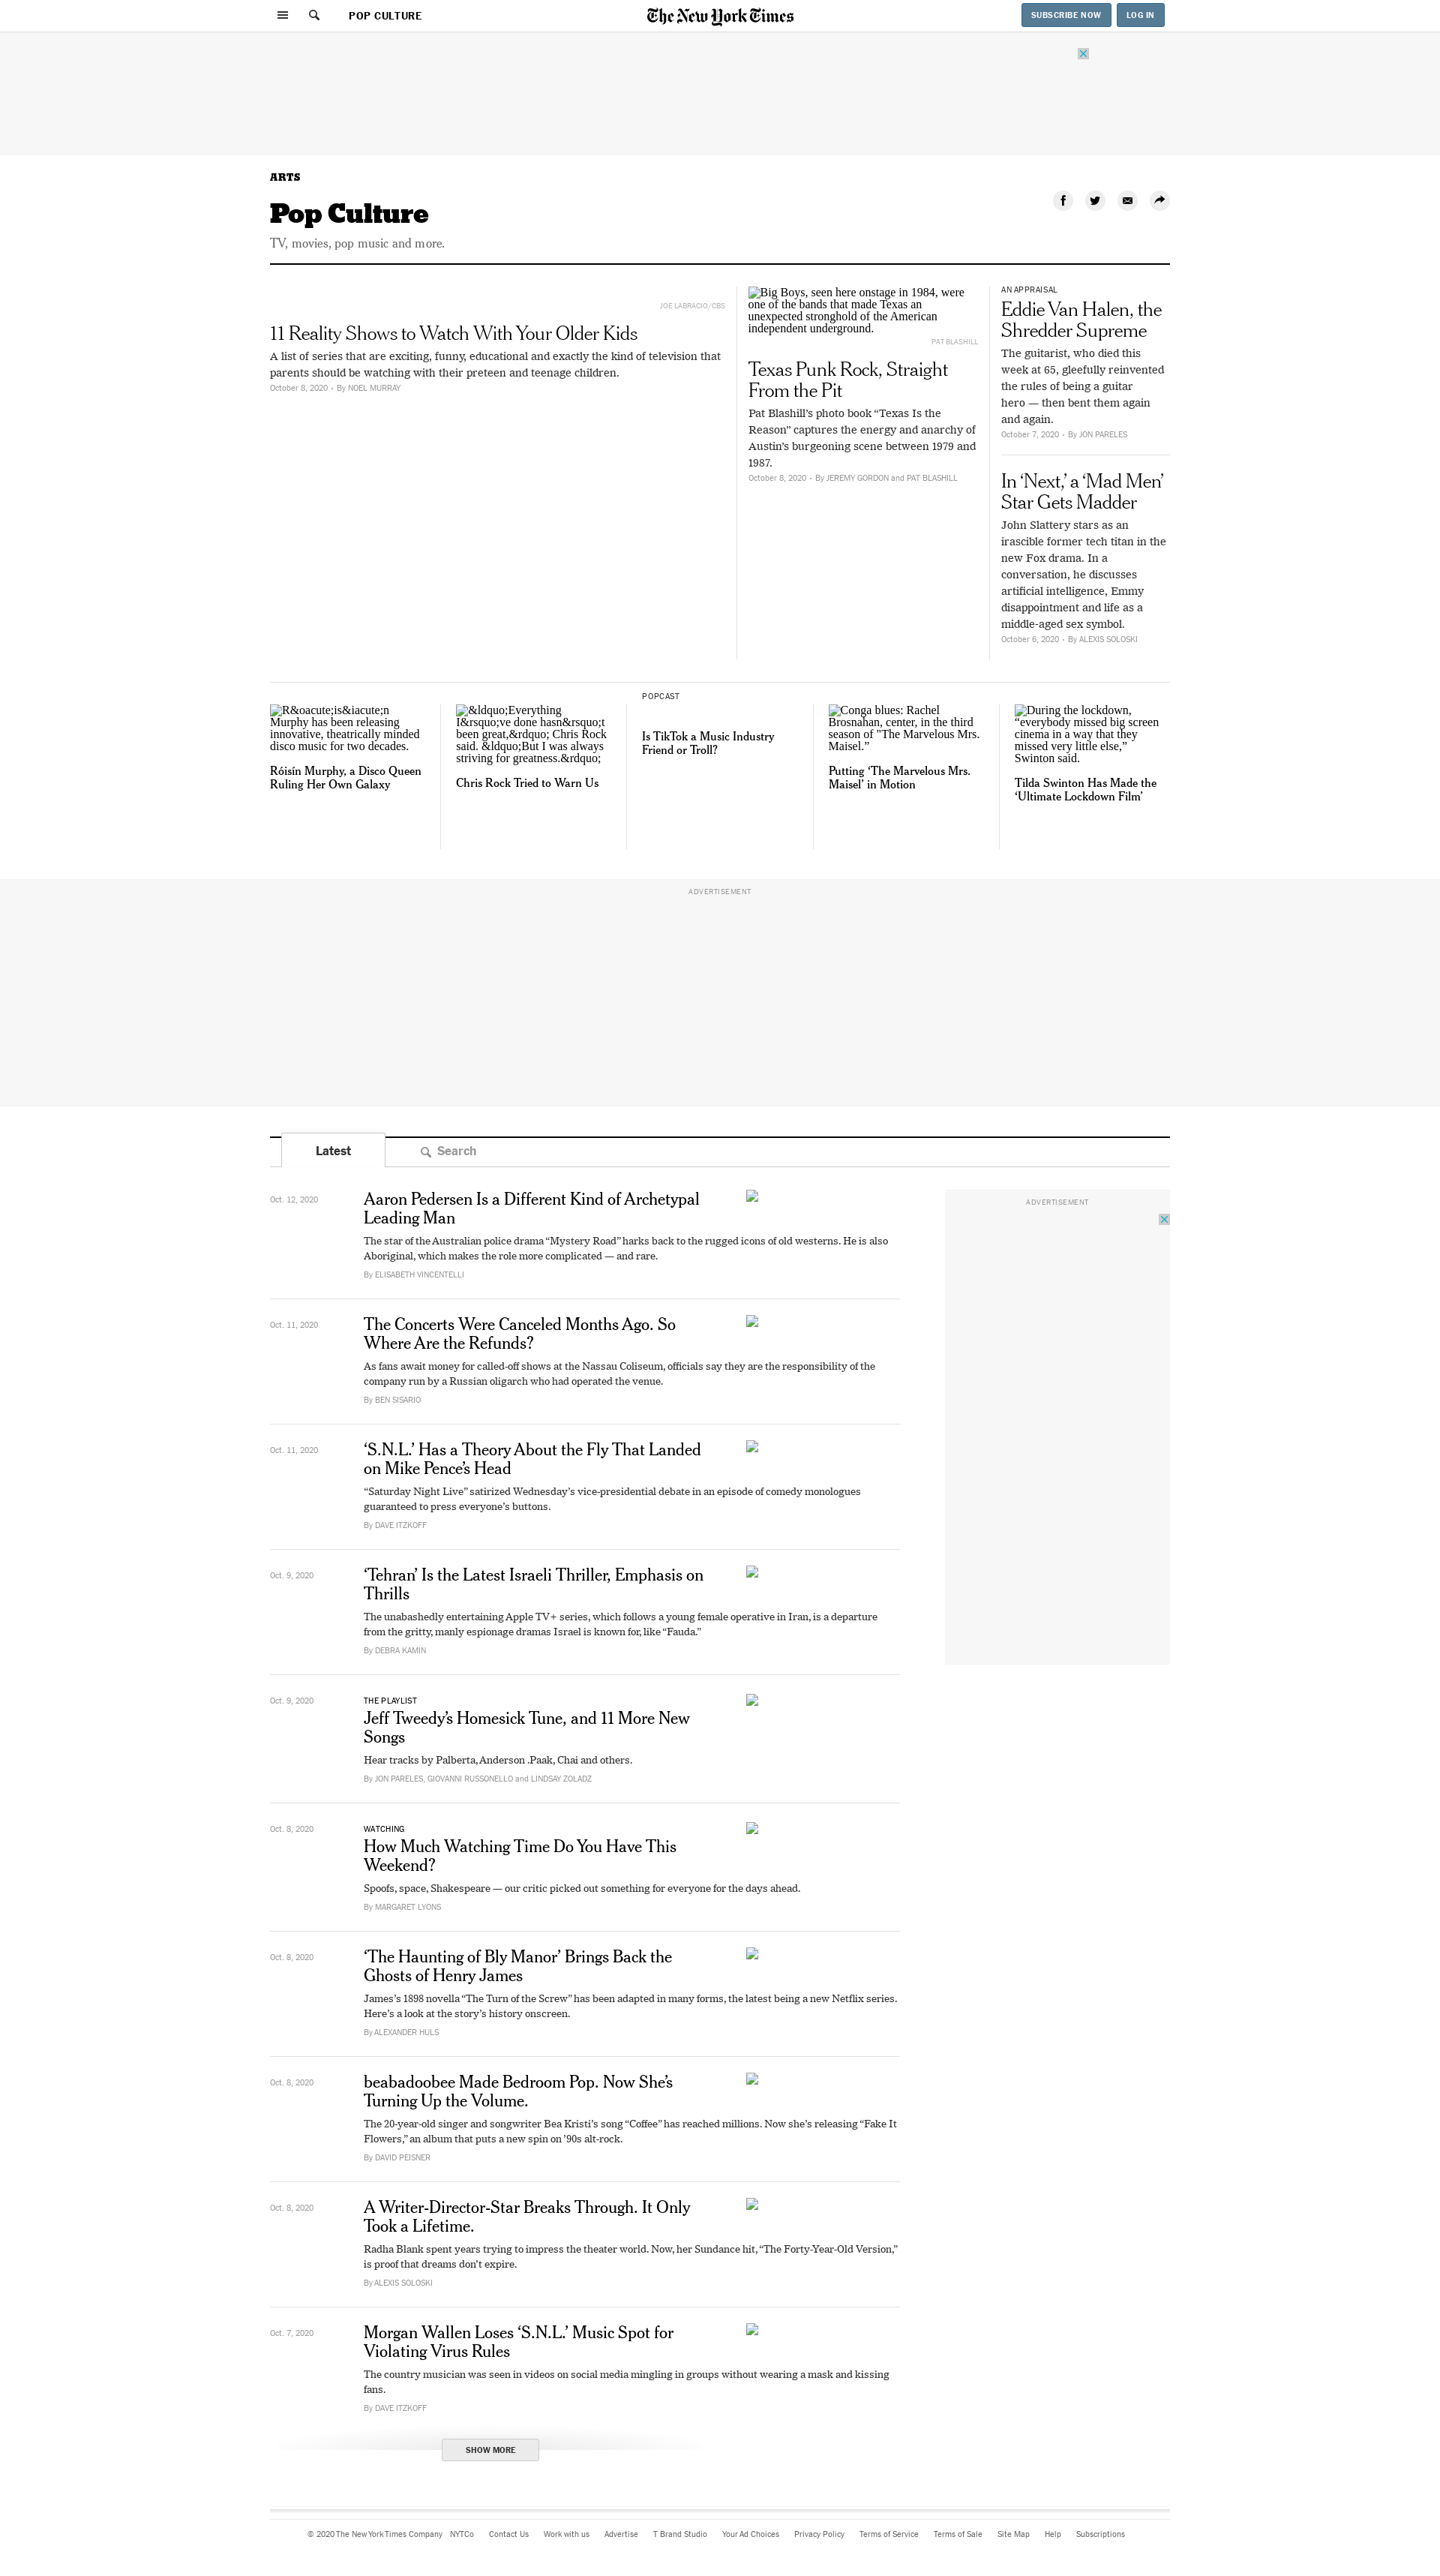 POP CULTURE
The New York Times
SUBSCRIBE NOW
LOG IN
ARTS
Pop Culture
TV, movies, pop music and more.
JOE LABRACIO/CBS
11 Reality Shows to Watch With Your Older Kids
A list of series that are exciting, funny, educational and exactly the kind of television that
parents should be watching with their preteen and teenage children.
October 8, 2020 • By NOEL MURRAY
Big Boys, seen here onstage in 1984, were
one of the bands that made Texas an
unexpected stronghold of the American
independent underground.
PAT BLASHILL
Texas Punk Rock, Straight
From the Pit
Pat Blashill’s photo book “Texas Is the
Reason” captures the energy and anarchy of
Austin’s burgeoning scene between 1979 and
1987.
October 8, 2020 • By JEREMY GORDON and PAT BLASHILL
AN APPRAISAL
Eddie Van Halen, the
Shredder Supreme
The guitarist, who died this
week at 65, gleefully reinvented
the rules of being a guitar
hero — then bent them again
and again.
October 7, 2020 • By JON PARELES
In ‘Next,’ a ‘Mad Men’
Star Gets Madder
John Slattery stars as an
irascible former tech titan in the
new Fox drama. In a
conversation, he discusses
artificial intelligence, Emmy
disappointment and life as a
middle-aged sex symbol.
October 6, 2020 • By ALEXIS SOLOSKI
R&oacute;is&iacute;n
Murphy has been releasing
innovative, theatrically minded
disco music for two decades.
Róisín Murphy, a Disco Queen
Ruling Her Own Galaxy
&ldquo;Everything
I&rsquo;ve done hasn&rsquo;t
been great,&rdquo; Chris Rock
said. &ldquo;But I was always
striving for greatness.&rdquo;
Chris Rock Tried to Warn Us
POPCAST
Is TikTok a Music Industry
Friend or Troll?
Conga blues: Rachel
Brosnahan, center, in the third
season of "The Marvelous Mrs.
Maisel.”
Putting ‘The Marvelous Mrs.
Maisel’ in Motion
During the lockdown,
“everybody missed big screen
cinema in a way that they
missed very little else,”
Swinton said.
Tilda Swinton Has Made the
‘Ultimate Lockdown Film’
ADVERTISEMENT
Latest
Search
ADVERTISEMENT
Oct. 12, 2020
Aaron Pedersen Is a Different Kind of Archetypal
Leading Man
The star of the Australian police drama “Mystery Road” harks back to the rugged icons of old westerns. He is also
Aboriginal, which makes the role more complicated — and rare.
By ELISABETH VINCENTELLI
Oct. 11, 2020
The Concerts Were Canceled Months Ago. So
Where Are the Refunds?
As fans await money for called-off shows at the Nassau Coliseum, officials say they are the responsibility of the
company run by a Russian oligarch who had operated the venue.
By BEN SISARIO
Oct. 11, 2020
‘S.N.L.’ Has a Theory About the Fly That Landed
on Mike Pence’s Head
“Saturday Night Live” satirized Wednesday’s vice-presidential debate in an episode of comedy monologues
guaranteed to press everyone’s buttons.
By DAVE ITZKOFF
Oct. 9, 2020
‘Tehran’ Is the Latest Israeli Thriller, Emphasis on
Thrills
The unabashedly entertaining Apple TV+ series, which follows a young female operative in Iran, is a departure
from the gritty, manly espionage dramas Israel is known for, like “Fauda.”
By DEBRA KAMIN
Oct. 9, 2020
THE PLAYLIST
Jeff Tweedy’s Homesick Tune, and 11 More New
Songs
Hear tracks by Palberta, Anderson .Paak, Chai and others.
By JON PARELES, GIOVANNI RUSSONELLO and LINDSAY ZOLADZ
Oct. 8, 2020
WATCHING
How Much Watching Time Do You Have This
Weekend?
Spoofs, space, Shakespeare — our critic picked out something for everyone for the days ahead.
By MARGARET LYONS
Oct. 8, 2020
‘The Haunting of Bly Manor’ Brings Back the
Ghosts of Henry James
James’s 1898 novella “The Turn of the Screw” has been adapted in many forms, the latest being a new Netflix series.
Here’s a look at the story’s history onscreen.
By ALEXANDER HULS
Oct. 8, 2020
beabadoobee Made Bedroom Pop. Now She’s
Turning Up the Volume.
The 20-year-old singer and songwriter Bea Kristi’s song “Coffee” has reached millions. Now she’s releasing “Fake It
Flowers,” an album that puts a new spin on ’90s alt-rock.
By DAVID PEISNER
Oct. 8, 2020
A Writer-Director-Star Breaks Through. It Only
Took a Lifetime.
Radha Blank spent years trying to impress the theater world. Now, her Sundance hit, “The Forty-Year-Old Version,”
is proof that dreams don’t expire.
By ALEXIS SOLOSKI
Oct. 7, 2020
Morgan Wallen Loses ‘S.N.L.’ Music Spot for
Violating Virus Rules
The country musician was seen in videos on social media mingling in groups without wearing a mask and kissing
fans.
By DAVE ITZKOFF
SHOW MORE
© 2020 The New York Times Company NYTCo Contact Us Work with us Advertise T Brand Studio Your Ad Choices Privacy Policy Terms of Service Terms of Sale Site Map Help Subscriptions